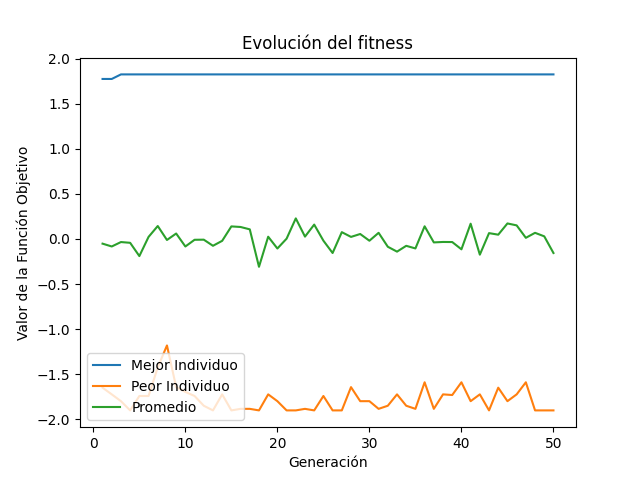 Evolución del fitness
Valor de la Función Objetivo
2.0
1.5
1.0
0.5
0.0
−0.5
−1.0
−1.5
−2.0
Mejor Individuo
Peor Individuo
Promedio
0 10 20 30 40 50
Generación